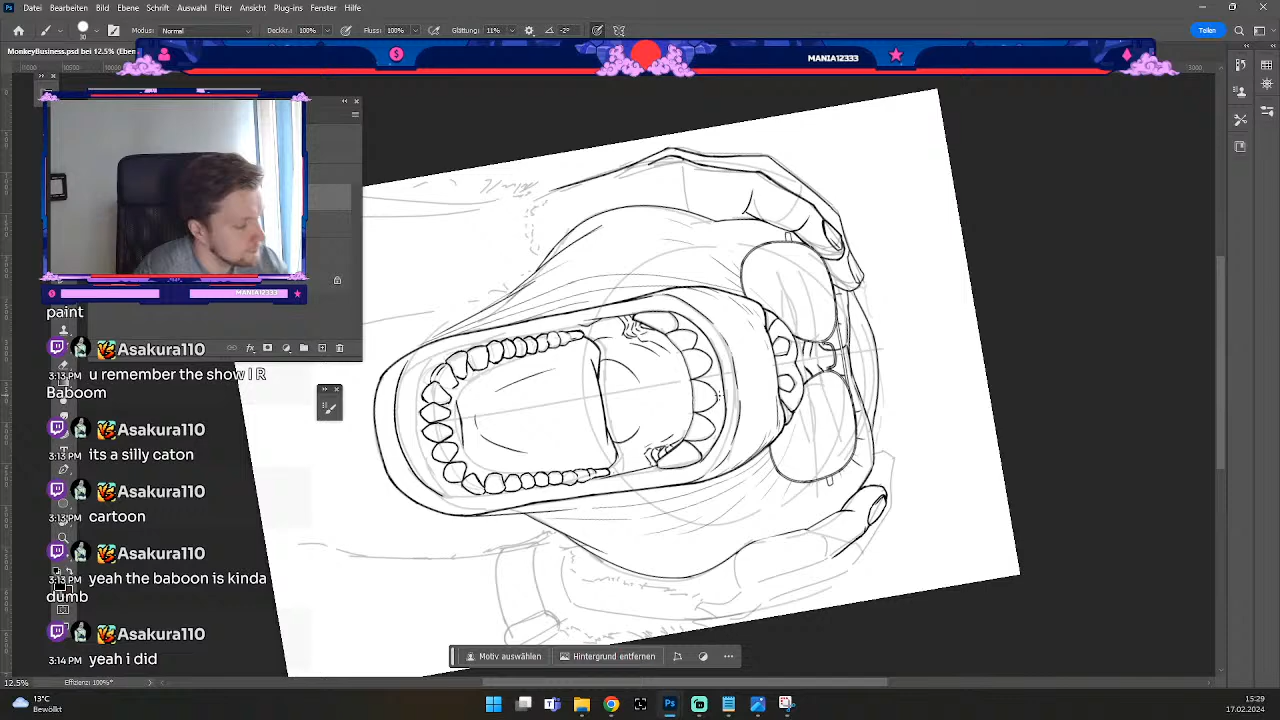 Datei Bearbeiten Bild Ebene Schrift Auswahl Filter Ansicht Plug-ins Fenster Hilfe
Modus: Normal Deckkr.: 100% Fluss: 100% Glättung: 11% -29° Teilen
MonkeyBusiness.psd bei 12.5% (Eben
MANIA12333
3000
MANIA12333
paint
Asakura110
3:13 PM u remember the show I R
Baboom
Asakura110
3:13 PM its a silly caton
Asakura110
3:13 PM cartoon
Asakura110
3:13 PM yeah the baboon is kinda
dumb
Asakura110
3:14 PM yeah i did
Motiv auswählen Hintergrund entfernen
12.5% Effizienz: 100%*
13°C
Bewölkt
15:29
17.02.2024